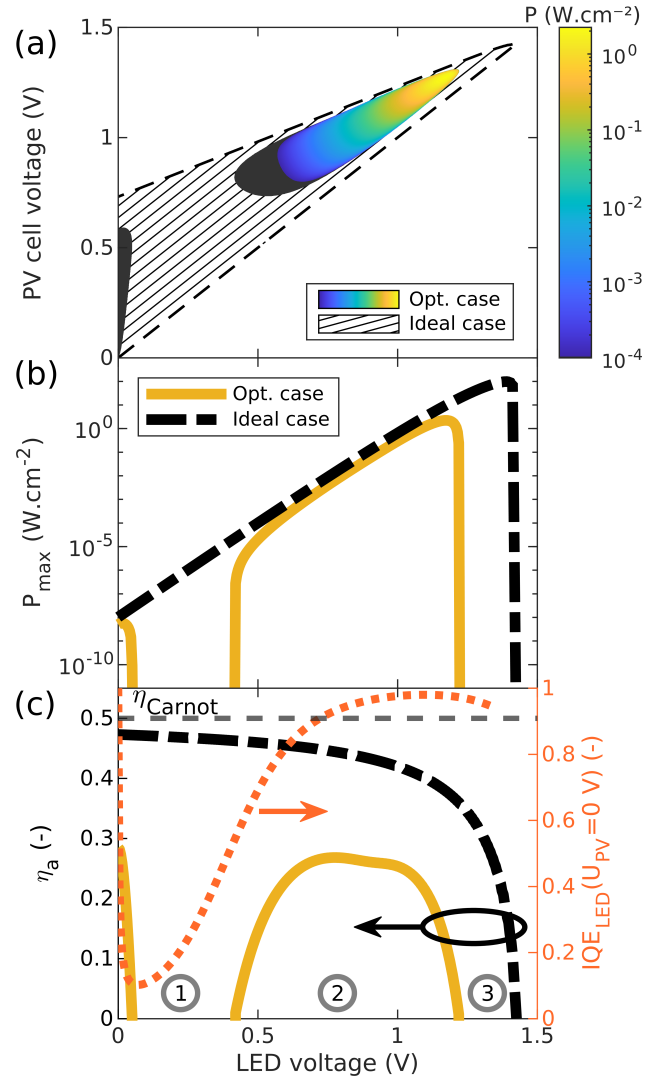 P (W.cm⁻²)
(a)
1.5
1
0.5
0
PV cell voltage (V)
Opt. case
Ideal case
10⁰
10⁻¹
10⁻²
10⁻³
10⁻⁴
(b)
Opt. case
Ideal case
10⁰
10⁻⁵
10⁻¹⁰
P_max (W.cm⁻²)
(c)
η_Carnot
0.5
0.4
0.3
0.2
0.1
0
η_a (-)
1
0.8
0.6
0.4
0.2
0
IQE_LED(U_PV=0 V) (-)
1
2
3
0
0.5
1
1.5
LED voltage (V)